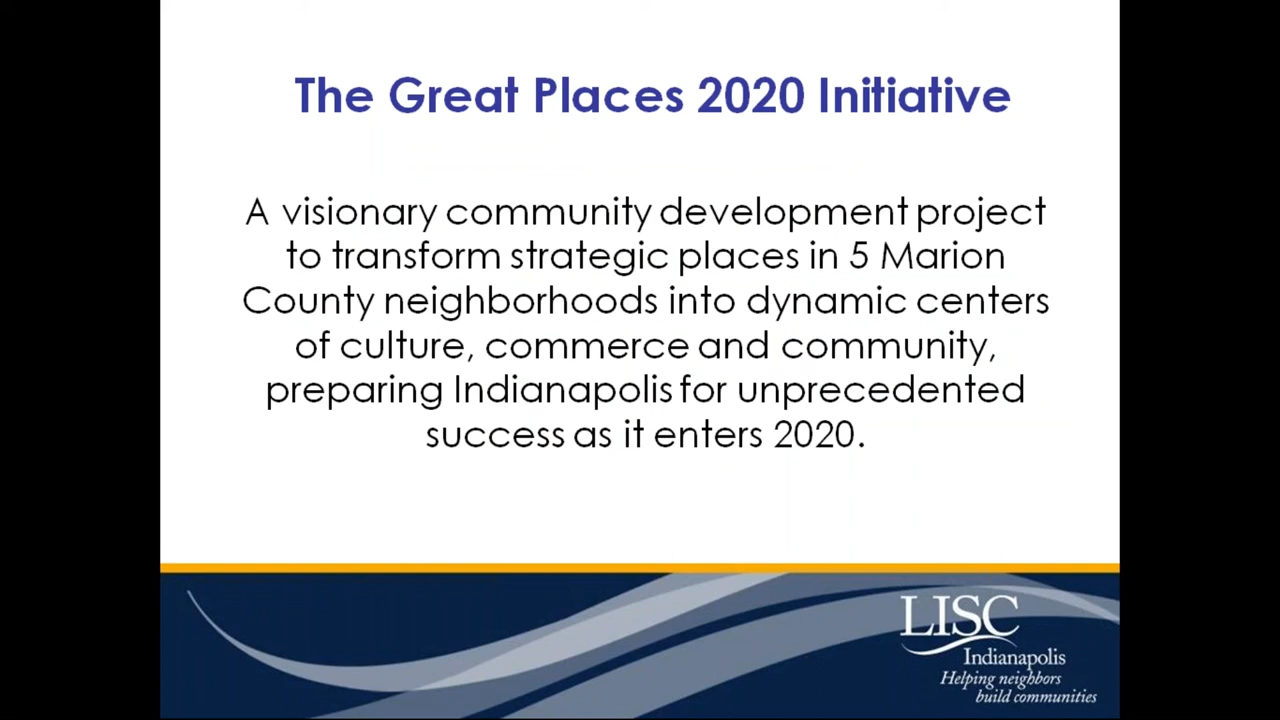 The Great Places 2020 Initiative
A visionary community development project
to transform strategic places in 5 Marion
County neighborhoods into dynamic centers
of culture, commerce and community,
preparing Indianapolis for unprecedented
success as it enters 2020.
LISC
Indianapolis
Helping neighbors
build communities